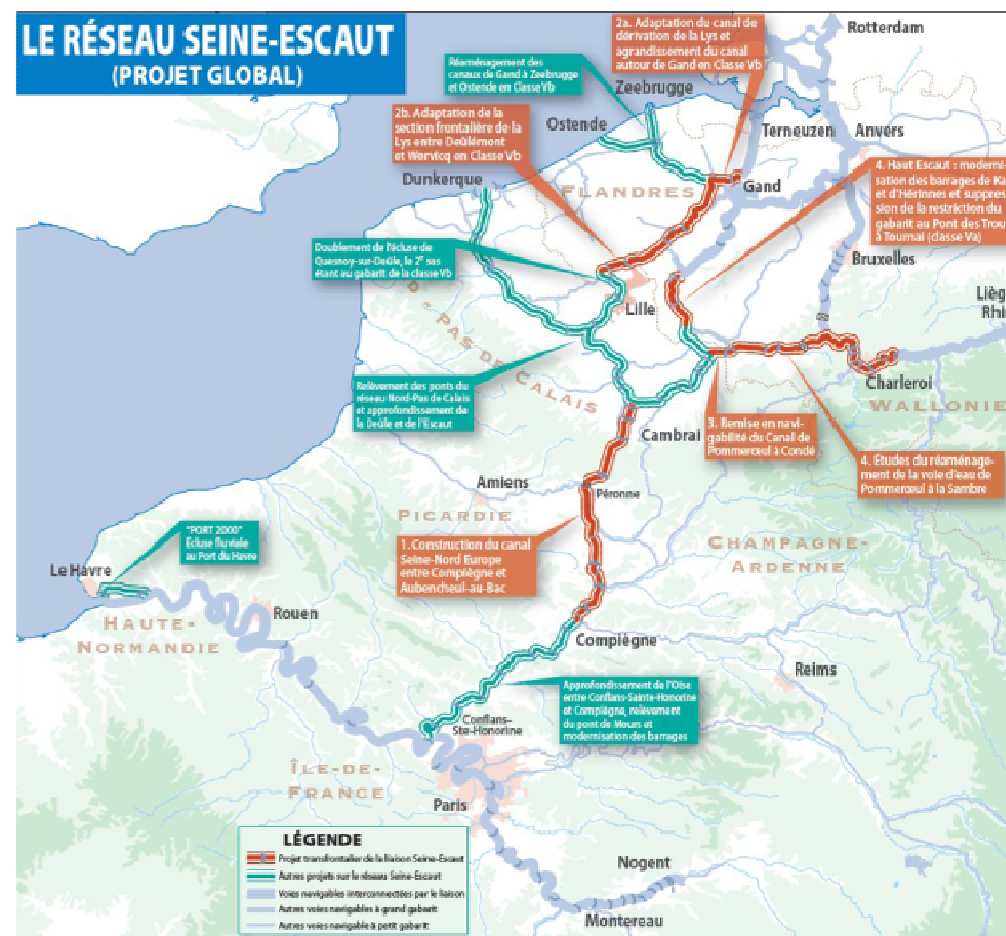 LE RÉSEAU SEINE-ESCAUT
(PROJET GLOBAL)
2a. Adaptation du canal de
dérivation de la Lys et
agrandissement du canal
autour de Gand en Classe Vb
Rotterdam
Réarménagement des
canaux de Gand à Zeebrugge
et Ostende en Classe Vb
Zeebrugge
2b. Adaptation de la
section frontalière de la
Lys entre Deûlémont
et Wervicq en Classe Vb
Ostende
Terneuzen
Anvers
Dunkerque
FLANDRES
Gand
4. Haut Escaut : moderni-
sation des barrages de Ka
et d'Hérinnes et suppres-
sion de la restriction du
gabarit au Pont des Trou
à Tournai (classe Va)
Doublement de l'écluse de
Quesnoy-sur-Deûle, le 2e sas
étant au gabarit de la classe Vb
Bruxelles
Lille
Lièg
Rhi
PAS DE CALAIS
Relèvement des ponts du
réseau Nord-Pas de Calais
et approfondissement de
la Deûle et de l'Escaut
Charleroi
WALLONIE
Cambrai
3. Remise en navi-
gabilité du Canal de
Pommerœul à Condé
4. Études du réaménage-
ment de la voie d'eau de
Pommerœul à la Sambre
Amiens
Péronne
PICARDIE
"PORT 2000"
Écluse fluviale
au Port du Havre
1. Construction du canal
Seine-Nord Europe
entre Compiègne et
Aubencheul-au-Bac
CHAMPAGNE-
ARDENNE
Le Havre
Rouen
HAUTE-
NORMANDIE
Compiègne
Reims
Approfondissement de l'Oise
entre Conflans-Sainte-Honorine
et Compiègne, relèvement
du pont de Mours et
modernisation des barrages
Conflans-
Ste-Honorine
ÎLE-DE-
FRANCE
Paris
LÉGENDE
Projet transfrontalier de la liaison Seine-Escaut
Autres projets sur le réseau Seine-Escaut
Voies navigables interconnectées par le liaison
Autres voies navigables à grand gabarit
Autres voies navigable à petit gabarit
Nogent
Montereau